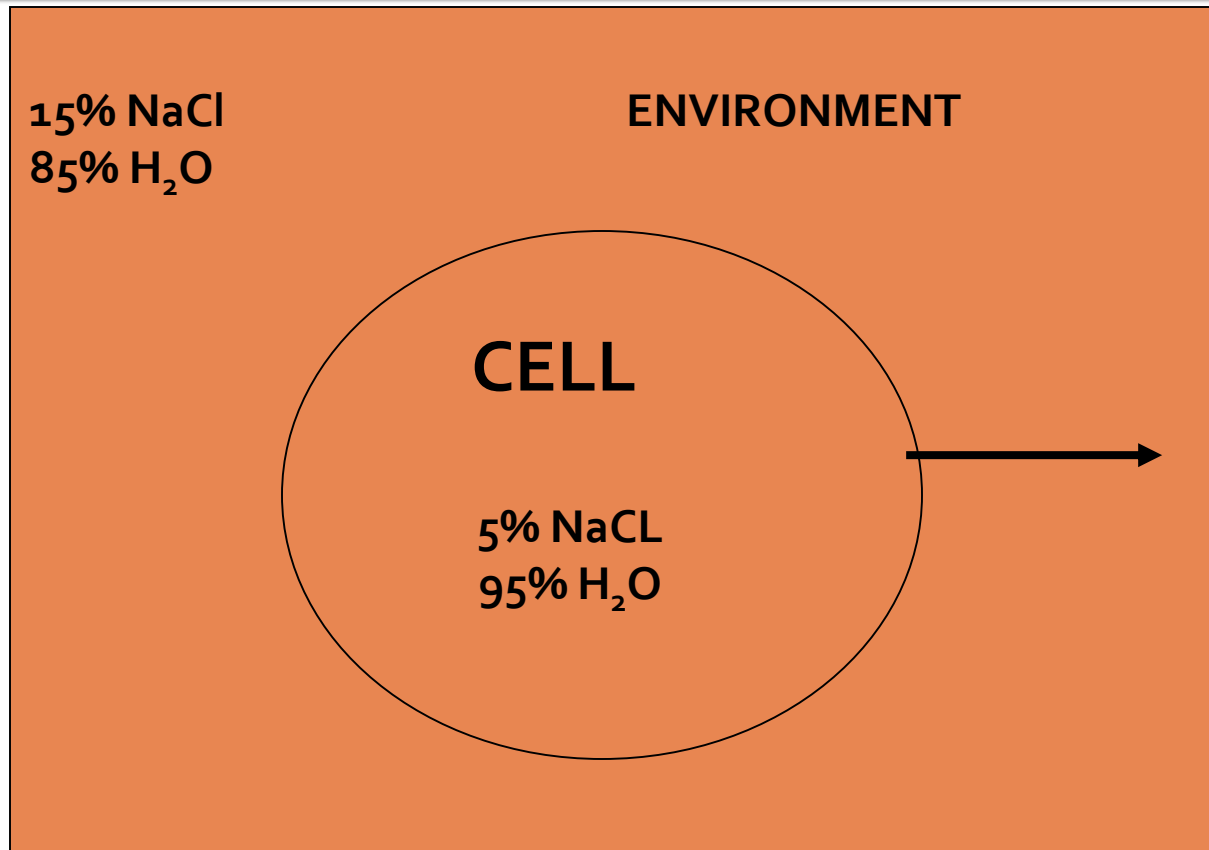 15% NaCl
85% H₂O
ENVIRONMENT
CELL
5% NaCL
95% H₂O